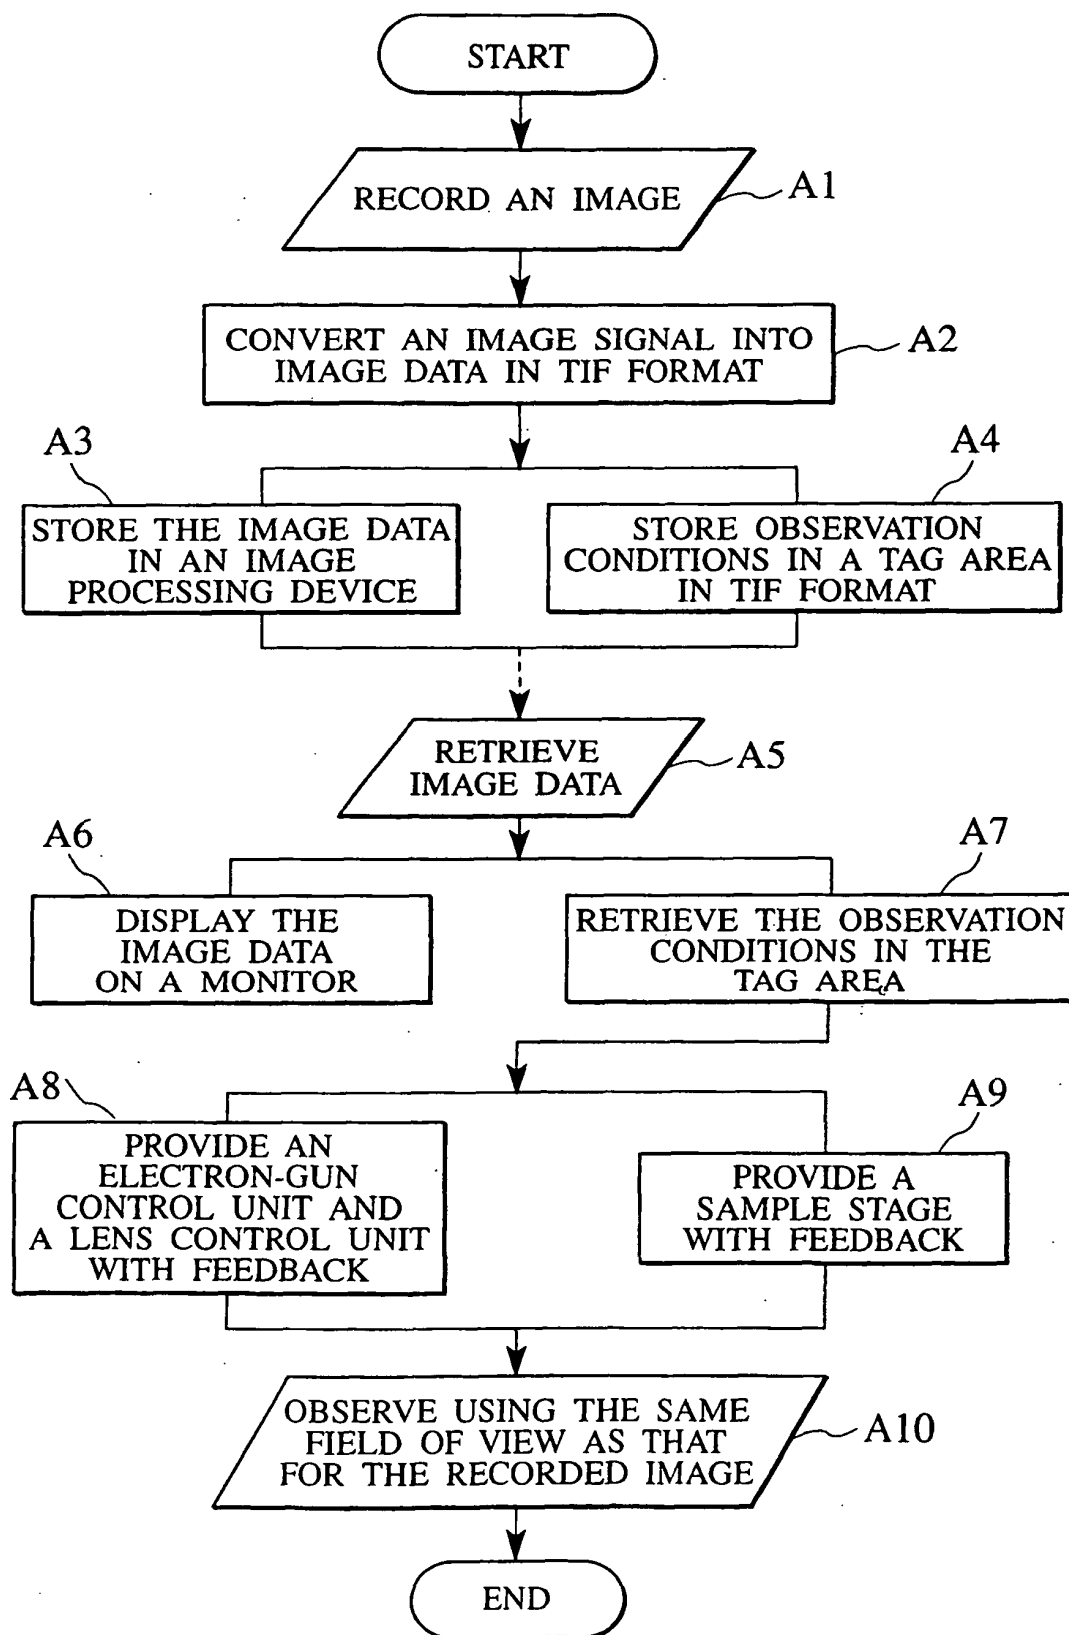 START
RECORD AN IMAGE
A1
CONVERT AN IMAGE SIGNAL INTO
IMAGE DATA IN TIF FORMAT
A2
A3
STORE THE IMAGE DATA
IN AN IMAGE
PROCESSING DEVICE
A4
STORE OBSERVATION
CONDITIONS IN A TAG AREA
IN TIF FORMAT
RETRIEVE
IMAGE DATA
A5
A6
DISPLAY THE
IMAGE DATA
ON A MONITOR
A7
RETRIEVE THE OBSERVATION
CONDITIONS IN THE
TAG AREA
A8
PROVIDE AN
ELECTRON-GUN
CONTROL UNIT AND
A LENS CONTROL UNIT
WITH FEEDBACK
A9
PROVIDE A
SAMPLE STAGE
WITH FEEDBACK
OBSERVE USING THE SAME
FIELD OF VIEW AS THAT
FOR THE RECORDED IMAGE
A10
END